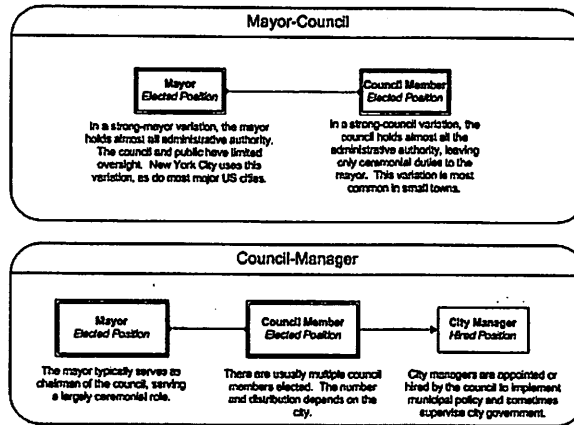 Mayor-Council
Mayor
Elected Position
Council Member
Elected Position
In a strong-mayor variation, the mayor
holds almost all administrative authority.
The council and public have limited
oversight. New York City uses this
variation, as do most major US cities.
In a strong-council variation, the
council holds almost all the
administrative authority, leaving
only ceremonial duties to the
mayor. This variation is most
common in small towns.
Council-Manager
Mayor
Elected Position
Council Member
Elected Position
City Manager
Hired Position
The mayor typically serves as
chairman of the council, serving
a largely ceremonial role.
There are usually multiple council
members elected. The number
and distribution depends on the
city.
City managers are appointed or
hired by the council to implement
municipal policy and sometimes
supervise city government.